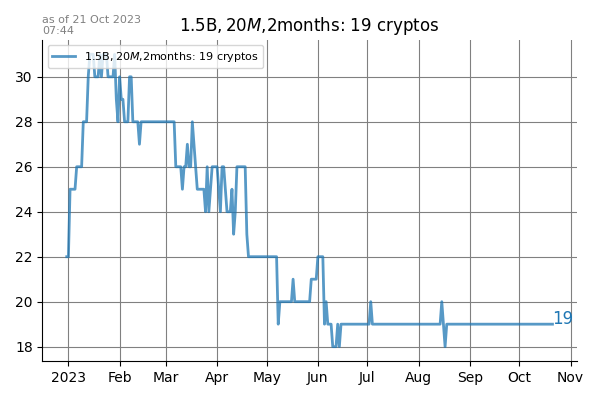 as of 21 Oct 2023
07:44
1.5B, 20M,2months: 19 cryptos
1.5B, 20M,2months: 19 cryptos
30
28
26
24
22
20
18
19
2023 Feb Mar Apr May Jun Jul Aug Sep Oct Nov